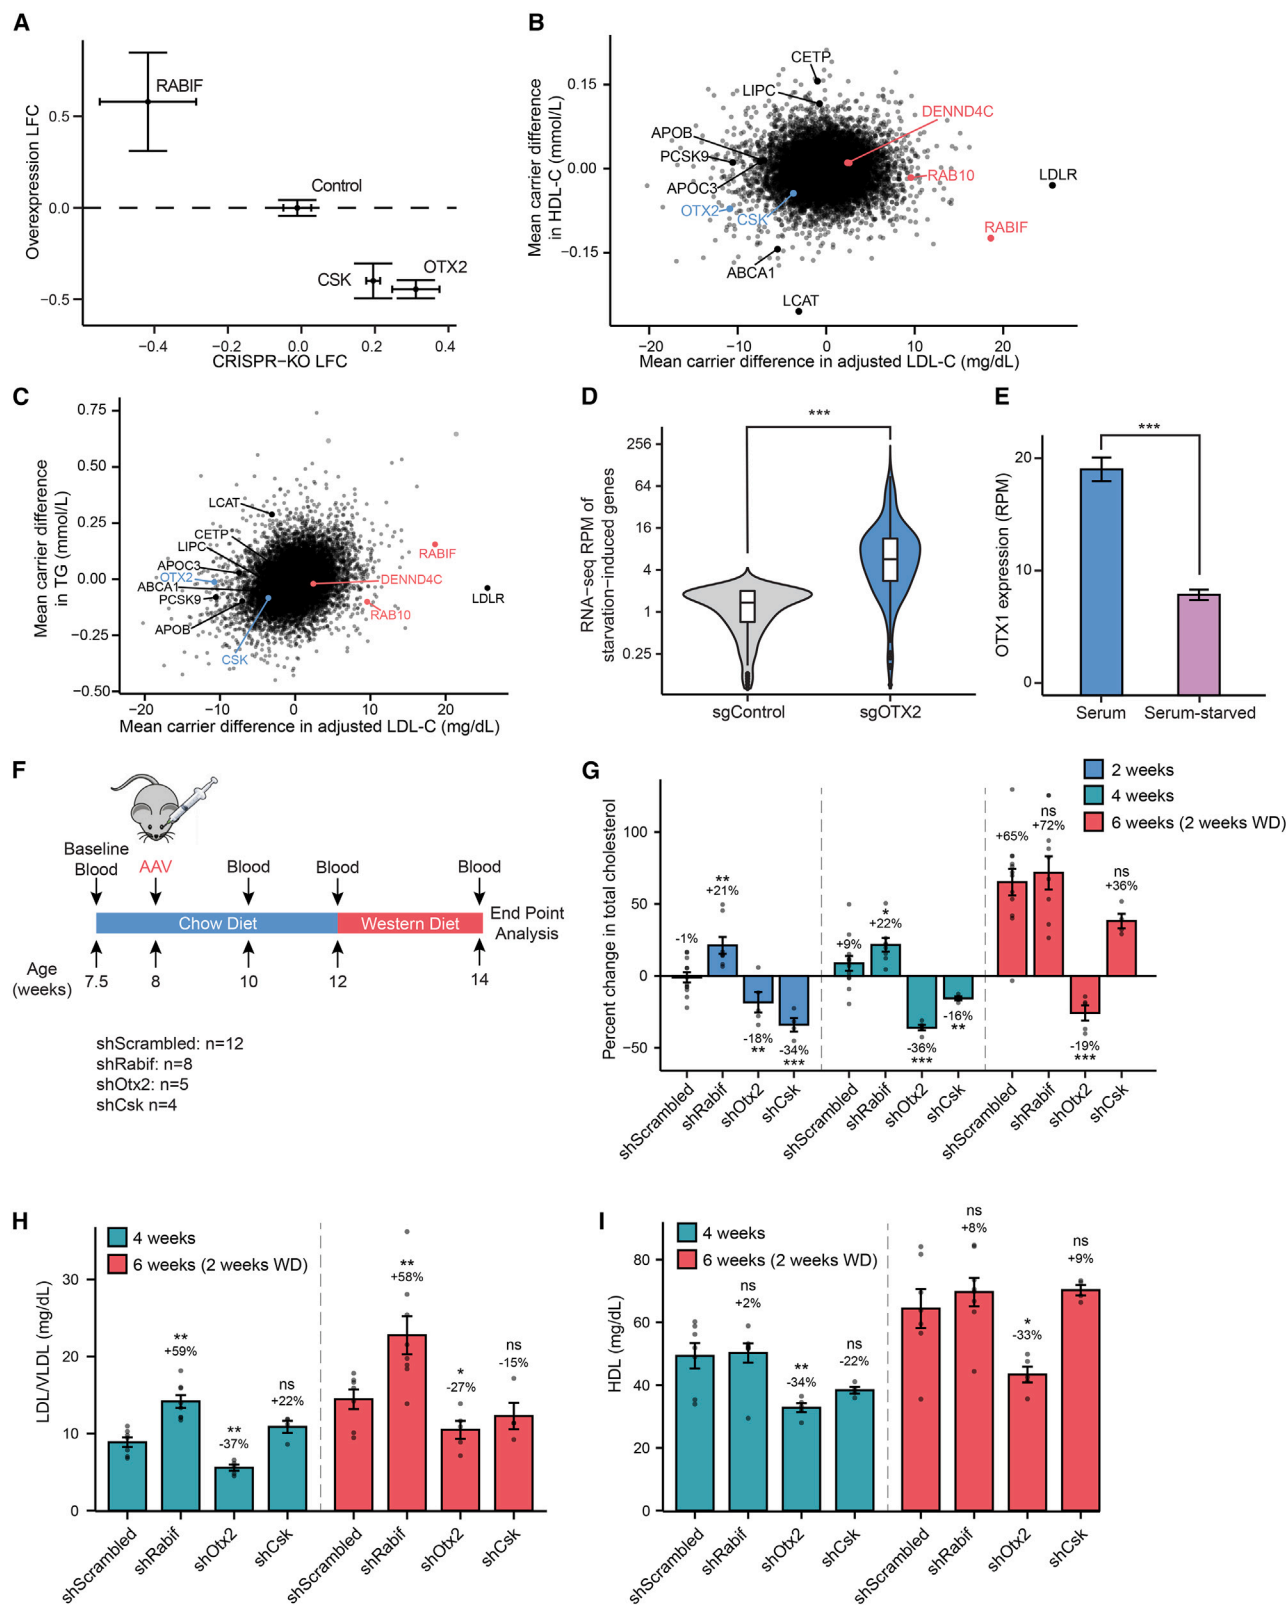 A
Overexpression LFC
0.5
0.0
−0.5
RABIF
Control
CSK
OTX2
−0.4
−0.2
0.0
0.2
0.4
CRISPR−KO LFC
B
Mean carrier difference
in HDL-C (mmol/L)
0.15
0.00
−0.15
CETP
LIPC
DENND4C
APOB
PCSK9
APOC3
RAB10
LDLR
OTX2
CSK
RABIF
ABCA1
LCAT
−20
−10
0
10
20
Mean carrier difference in adjusted LDL-C (mg/dL)
C
Mean carrier difference
in TG (mmol/L)
0.75
0.50
0.25
0.00
−0.25
−0.50
LCAT
CETP
LIPC
APOC3
OTX2
ABCA1
PCSK9
APOB
CSK
RABIF
DENND4C
LDLR
RAB10
−20
−10
0
10
20
Mean carrier difference in adjusted LDL-C (mg/dL)
D
RNA−seq RPM of
starvation−induced genes
256
64
16
4
1
0.25
***
sgControl
sgOTX2
E
OTX1 expression (RPM)
20
10
0
***
Serum
Serum-starved
F
Baseline
Blood
AAV
Blood
Blood
Blood
Chow Diet
Western Diet
End Point
Analysis
Age
(weeks)
7.5
8
10
12
14
shScrambled: n=12
shRabif: n=8
shOtx2: n=5
shCsk n=4
G
2 weeks
4 weeks
6 weeks (2 weeks WD)
Percent change in total cholesterol
100
50
0
−50
-1%
**
+21%
-18%
**
-34%
***
+9%
*
+22%
-36%
***
-16%
**
+65%
ns
+72%
-19%
***
ns
+36%
shScrambled
shRabif
shOtx2
shCsk
shScrambled
shRabif
shOtx2
shCsk
shScrambled
shRabif
shOtx2
shCsk
H
4 weeks
6 weeks (2 weeks WD)
LDL/VLDL (mg/dL)
30
20
10
0
**
+59%
**
-37%
ns
+22%
**
+58%
*
-27%
ns
-15%
shScrambled
shRabif
shOtx2
shCsk
shScrambled
shRabif
shOtx2
shCsk
I
4 weeks
6 weeks (2 weeks WD)
HDL (mg/dL)
80
60
40
20
0
ns
+2%
**
-34%
ns
-22%
ns
+8%
*
-33%
ns
+9%
shScrambled
shRabif
shOtx2
shCsk
shScrambled
shRabif
shOtx2
shCsk